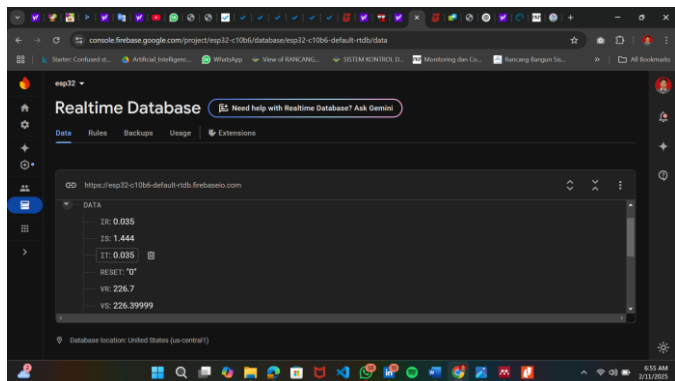 console.firebase.google.com/project/esp32-c10b6/database/esp32-c10b6-default-rtdb/data
Starter: Confused st...
Artificial_Intelligenc...
WhatsApp
View of RANCANG...
SISTEM KONTROL D...
Monitoring dan Co...
Rancang Bangun Sis...
»
All Bookmarks
esp32
Realtime Database
Need help with Realtime Database? Ask Gemini
Data
Rules
Backups
Usage
Extensions
https://esp32-c10b6-default-rtdb.firebaseio.com
DATA
IR: 0.035
IS: 1.444
IT: 0.035
RESET: "0"
VR: 226.7
VS: 226.39999
Database location: United States (us-central1)
6:55 AM
2/11/2025